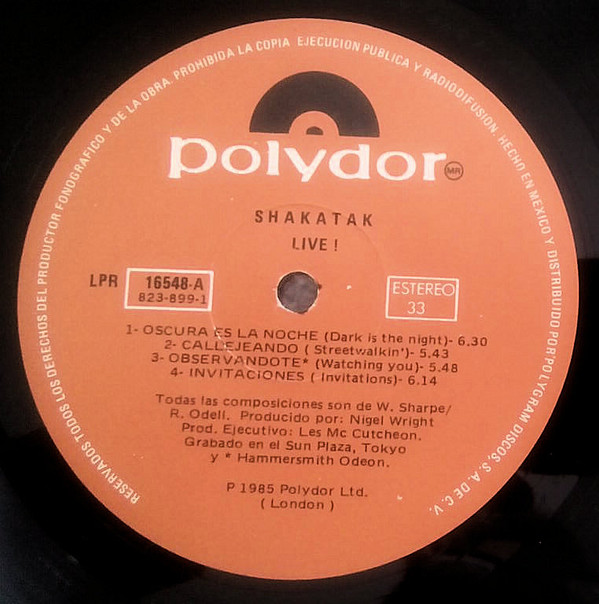 RESERVADOS TODOS LOS DERECHOS DEL PRODUCTOR FONOGRAFICO Y DE LA OBRA. PROHIBIDA LA COPIA EJECUCION PUBLICA Y RADIODIFUSION. HECHO EN MEXICO Y DISTRIBUIDO POR POLYGRAM DISCOS, S.A. DE C.V.
polydor MR
SHAKATAK
LIVE !
LPR 16548-A
823-899-1
ESTEREO
33
1- OSCURA ES LA NOCHE (Dark is the night)- 6.30
2- CALLEJEANDO ( Streetwalkin')- 5.43
3- OBSERVANDOTE* (Watching you)- 5.48
4- INVITACIONES ( Invitations)- 6.14
Todas las composiciones son de W. Sharpe/
R. Odell. Producido por: Nigel Wright
Prod. Ejecutivo: Les Mc Cutcheon.
Grabado en el Sun Plaza, Tokyo
y * Hammersmith Odeon.
P 1985 Polydor Ltd.
( London )